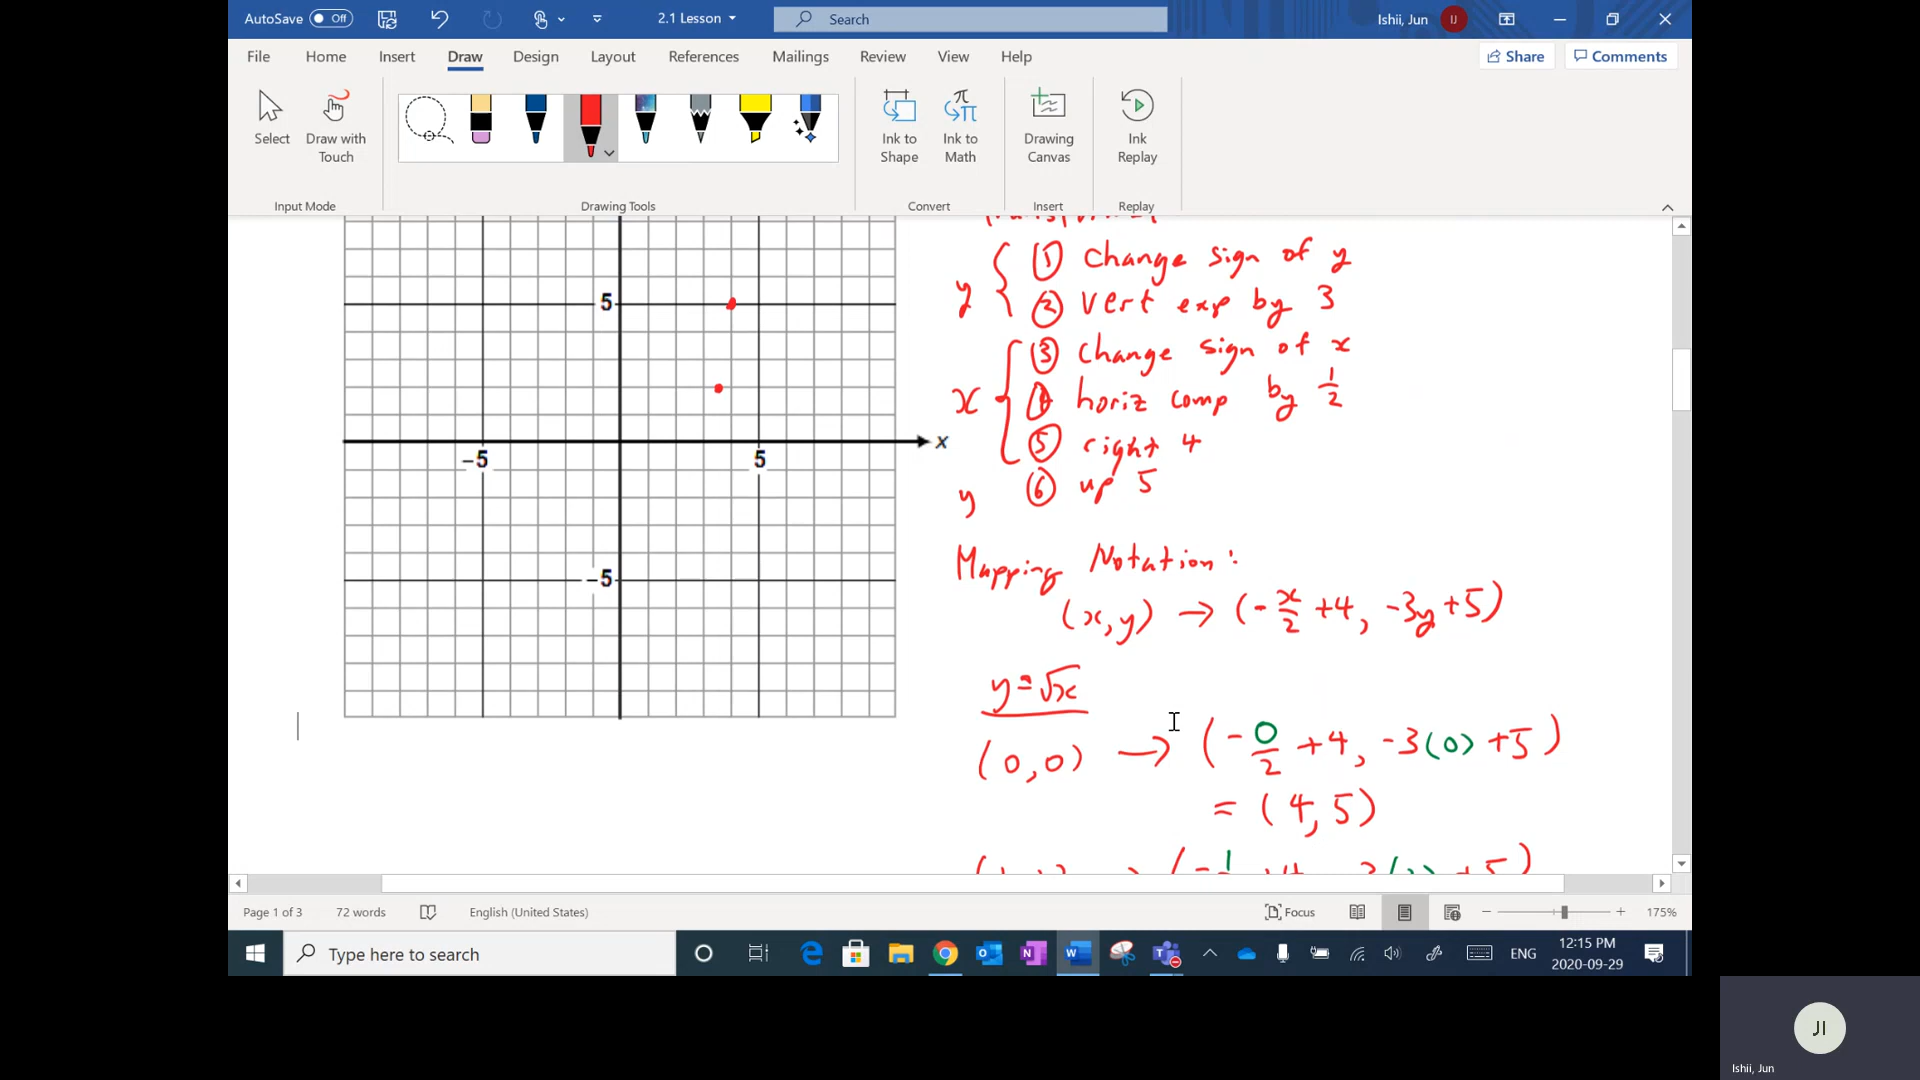 AutoSave Off 2.1 Lesson Search Ishii, Jun IJ
File Home Insert Draw Design Layout References Mailings Review View Help Share Comments
Select Draw with Touch Ink to Shape Ink to Math Drawing Canvas Ink Replay
Input Mode Drawing Tools Convert Insert Replay
5
-5 5 x
-5
y { ① Change sign of y
② Vert exp by 3
x { ③ Change sign of x
④ horiz comp by 1/2
⑤ right 4
y ⑥ up 5
Mapping Notation:
(x,y) → (-x/2 +4, -3y+5)
y=√x
(0,0) → (-0/2 +4, -3(0) +5)
= (4,5)
Page 1 of 3 72 words English (United States) Focus 175%
Type here to search ENG 12:15 PM
2020-09-29
JI
Ishii, Jun